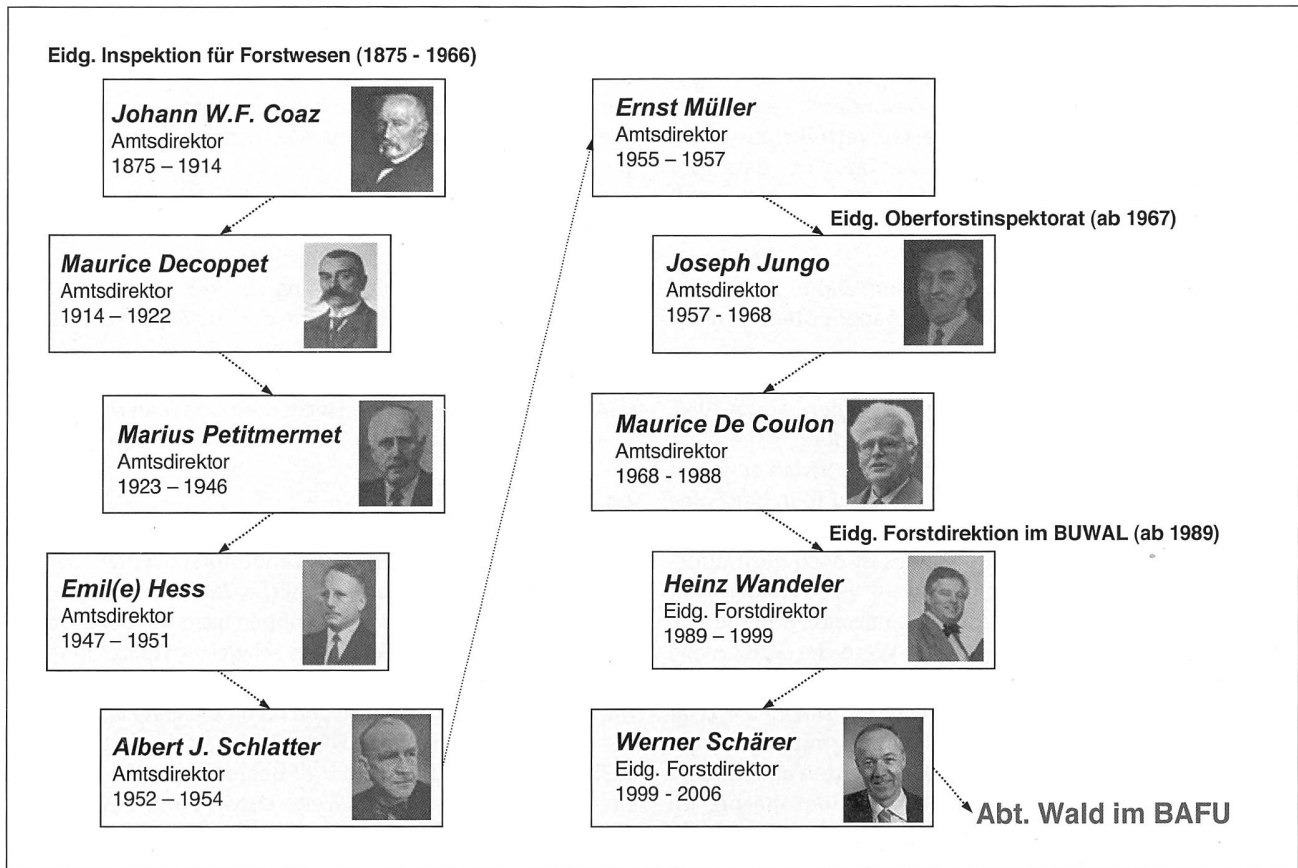 Eidg. Inspektion für Forstwesen (1875 - 1966)
Johann W.F. Coaz
Amtsdirektor
1875 – 1914
Maurice Decoppet
Amtsdirektor
1914 – 1922
Marius Petitmermet
Amtsdirektor
1923 – 1946
Emil(e) Hess
Amtsdirektor
1947 – 1951
Albert J. Schlatter
Amtsdirektor
1952 – 1954
Ernst Müller
Amtsdirektor
1955 – 1957
Eidg. Oberforstinspektorat (ab 1967)
Joseph Jungo
Amtsdirektor
1957 - 1968
Maurice De Coulon
Amtsdirektor
1968 - 1988
Eidg. Forstdirektion im BUWAL (ab 1989)
Heinz Wandeler
Eidg. Forstdirektor
1989 – 1999
Werner Schärer
Eidg. Forstdirektor
1999 - 2006
Abt. Wald im BAFU